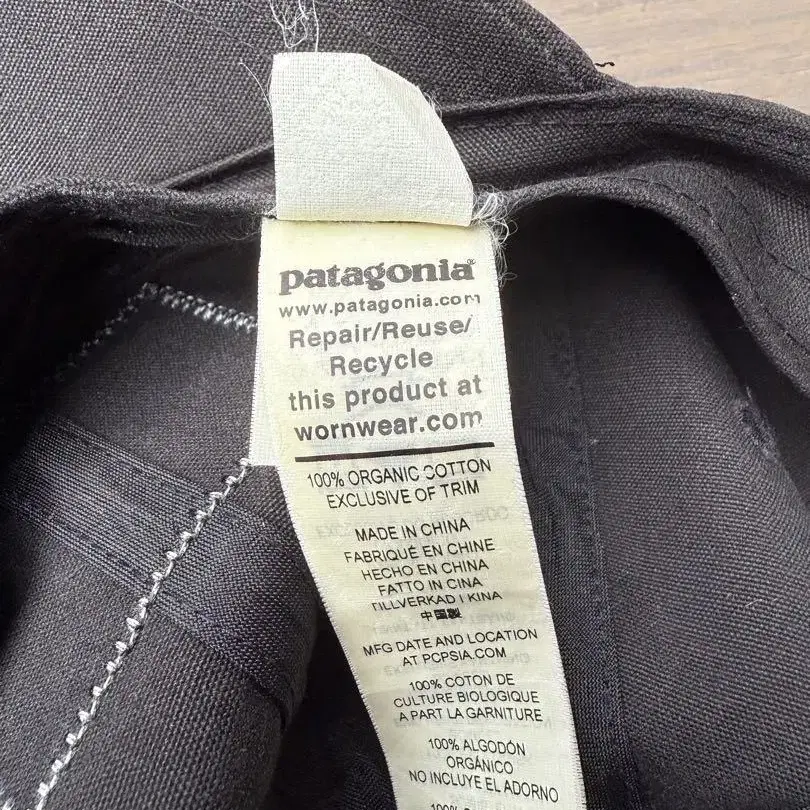 patagonia®
www.patagonia.com
Repair/Reuse/
Recycle
this product at
wornwear.com
100% ORGANIC COTTON
EXCLUSIVE OF TRIM
MADE IN CHINA
FABRIQUÉ EN CHINE
HECHO EN CHINA
FATTO IN CINA
TILLVERKAD I KINA
中国製
MFG DATE AND LOCATION
AT PCPSIA.COM
100% COTON DE
CULTURE BIOLOGIQUE
A PART LA GARNITURE
100% ALGODÓN
ORGÁNICO
NO INCLUYE EL ADORNO